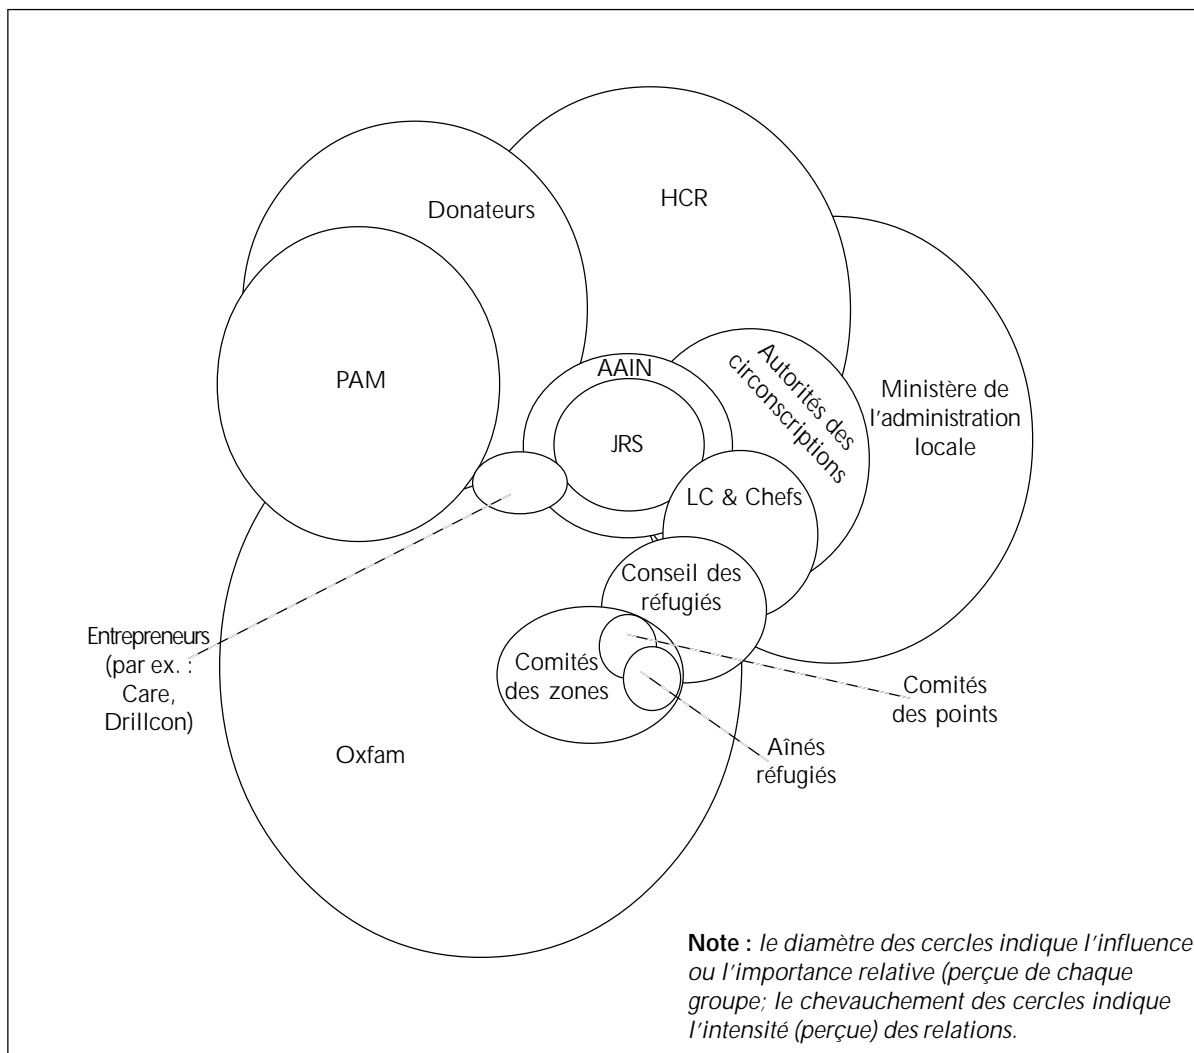 HCR
Donateurs
PAM
AAIN
JRS
Autorités des
circonscriptions
Ministère de
l'administration
locale
LC & Chefs
Conseil des
réfugiés
Entrepreneurs
(par ex. :
Care,
Drillcon)
Comités
des zones
Comités
des points
Aînés
réfugiés
Oxfam
Note : le diamètre des cercles indique l'influence
ou l'importance relative (perçue de chaque
groupe; le chevauchement des cercles indique
l'intensité (perçue) des relations.